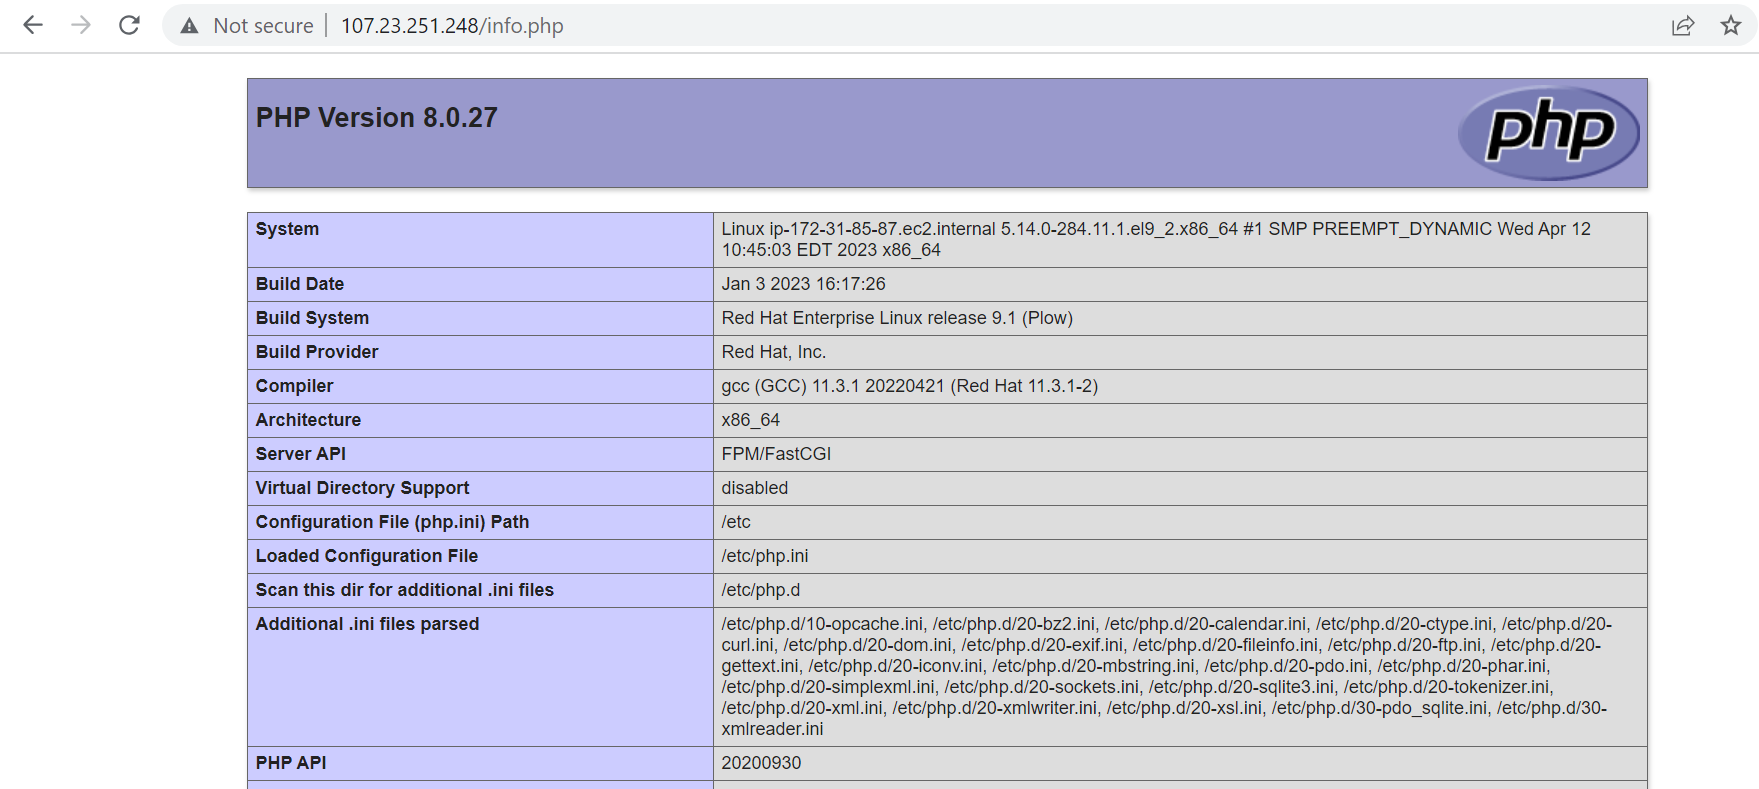 Not secure | 107.23.251.248/info.php
PHP Version 8.0.27
php
System Linux ip-172-31-85-87.ec2.internal 5.14.0-284.11.1.el9_2.x86_64 #1 SMP PREEMPT_DYNAMIC Wed Apr 12
10:45:03 EDT 2023 x86_64
Build Date Jan 3 2023 16:17:26
Build System Red Hat Enterprise Linux release 9.1 (Plow)
Build Provider Red Hat, Inc.
Compiler gcc (GCC) 11.3.1 20220421 (Red Hat 11.3.1-2)
Architecture x86_64
Server API FPM/FastCGI
Virtual Directory Support disabled
Configuration File (php.ini) Path /etc
Loaded Configuration File /etc/php.ini
Scan this dir for additional .ini files /etc/php.d
Additional .ini files parsed /etc/php.d/10-opcache.ini, /etc/php.d/20-bz2.ini, /etc/php.d/20-calendar.ini, /etc/php.d/20-ctype.ini, /etc/php.d/20-
curl.ini, /etc/php.d/20-dom.ini, /etc/php.d/20-exif.ini, /etc/php.d/20-fileinfo.ini, /etc/php.d/20-ftp.ini, /etc/php.d/20-
gettext.ini, /etc/php.d/20-iconv.ini, /etc/php.d/20-mbstring.ini, /etc/php.d/20-pdo.ini, /etc/php.d/20-phar.ini,
/etc/php.d/20-simplexml.ini, /etc/php.d/20-sockets.ini, /etc/php.d/20-sqlite3.ini, /etc/php.d/20-tokenizer.ini,
/etc/php.d/20-xml.ini, /etc/php.d/20-xmlwriter.ini, /etc/php.d/20-xsl.ini, /etc/php.d/30-pdo_sqlite.ini, /etc/php.d/30-
xmlreader.ini
PHP API 20200930